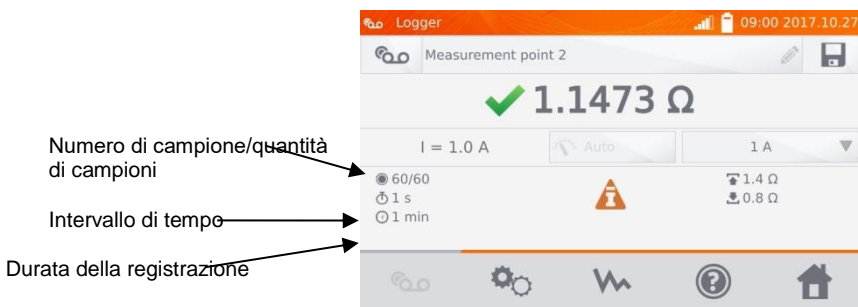 Logger
09:00 2017.10.27
Measurement point 2
1.1473 Ω
I = 1.0 A
Auto
1 A
Numero di campione/quantità
di campioni
60/60
1.4 Ω
1 s
0.8 Ω
Intervallo di tempo
1 min
Durata della registrazione